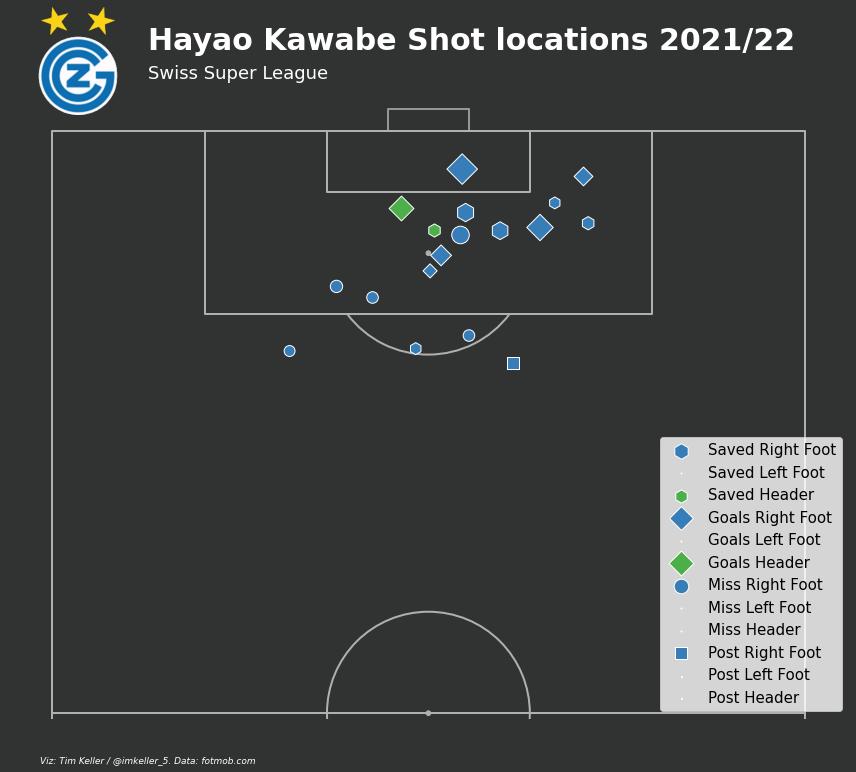 Hayao Kawabe Shot locations 2021/22
Swiss Super League
Saved Right Foot
Saved Left Foot
Saved Header
Goals Right Foot
Goals Left Foot
Goals Header
Miss Right Foot
Miss Left Foot
Miss Header
Post Right Foot
Post Left Foot
Post Header
Viz: Tim Keller / @imkeller_5. Data: fotmob.com